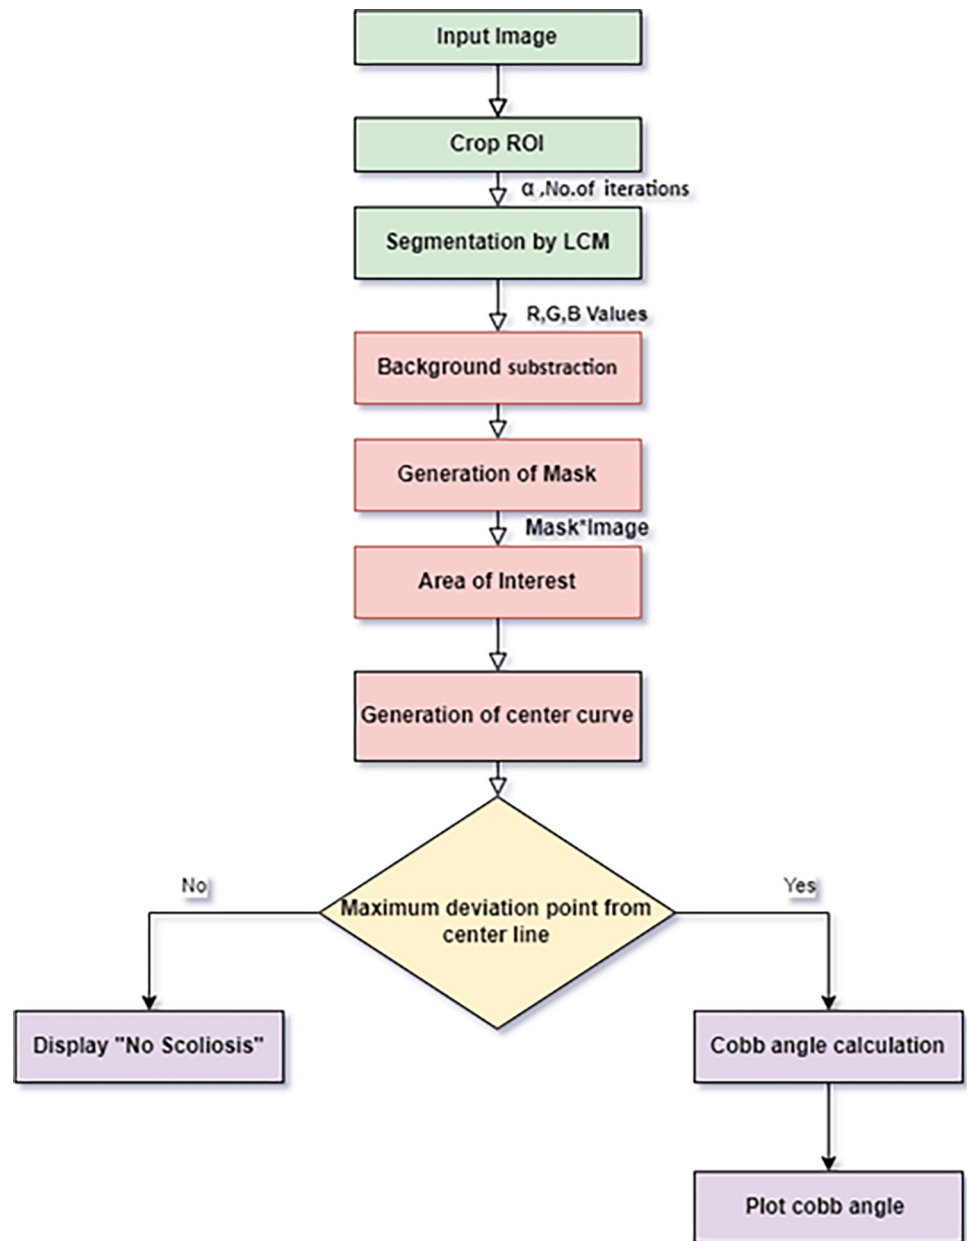 Input Image
Crop ROI
α ,No.of iterations
Segmentation by LCM
R,G,B Values
Background substraction
Generation of Mask
Mask*Image
Area of Interest
Generation of center curve
No
Yes
Maximum deviation point from
center line
Display "No Scoliosis"
Cobb angle calculation
Plot cobb angle